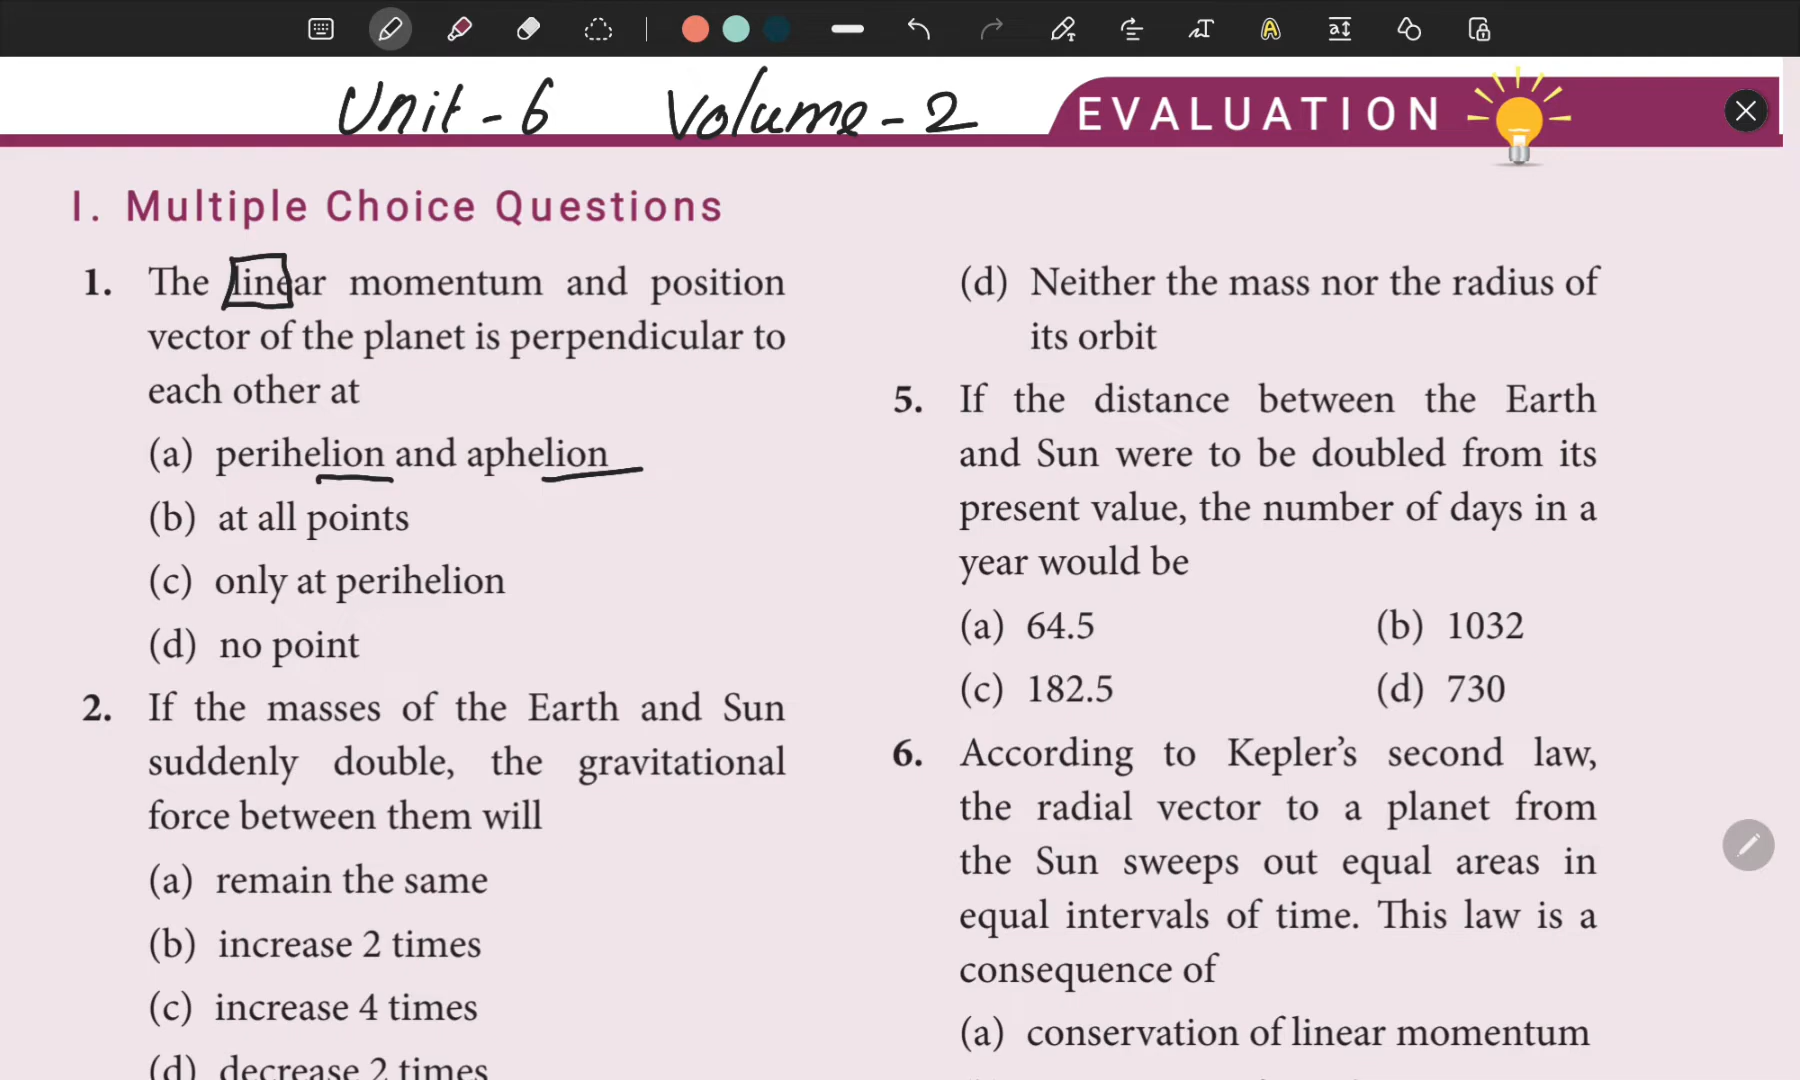 Unit - 6 Volume - 2 EVALUATION
I. Multiple Choice Questions
1. The linear momentum and position
vector of the planet is perpendicular to
each other at
(a) perihelion and aphelion
(b) at all points
(c) only at perihelion
(d) no point
2. If the masses of the Earth and Sun
suddenly double, the gravitational
force between them will
(a) remain the same
(b) increase 2 times
(c) increase 4 times
(d) decrease 2 times
(d) Neither the mass nor the radius of
its orbit
5. If the distance between the Earth
and Sun were to be doubled from its
present value, the number of days in a
year would be
(a) 64.5 (b) 1032
(c) 182.5 (d) 730
6. According to Kepler’s second law,
the radial vector to a planet from
the Sun sweeps out equal areas in
equal intervals of time. This law is a
consequence of
(a) conservation of linear momentum